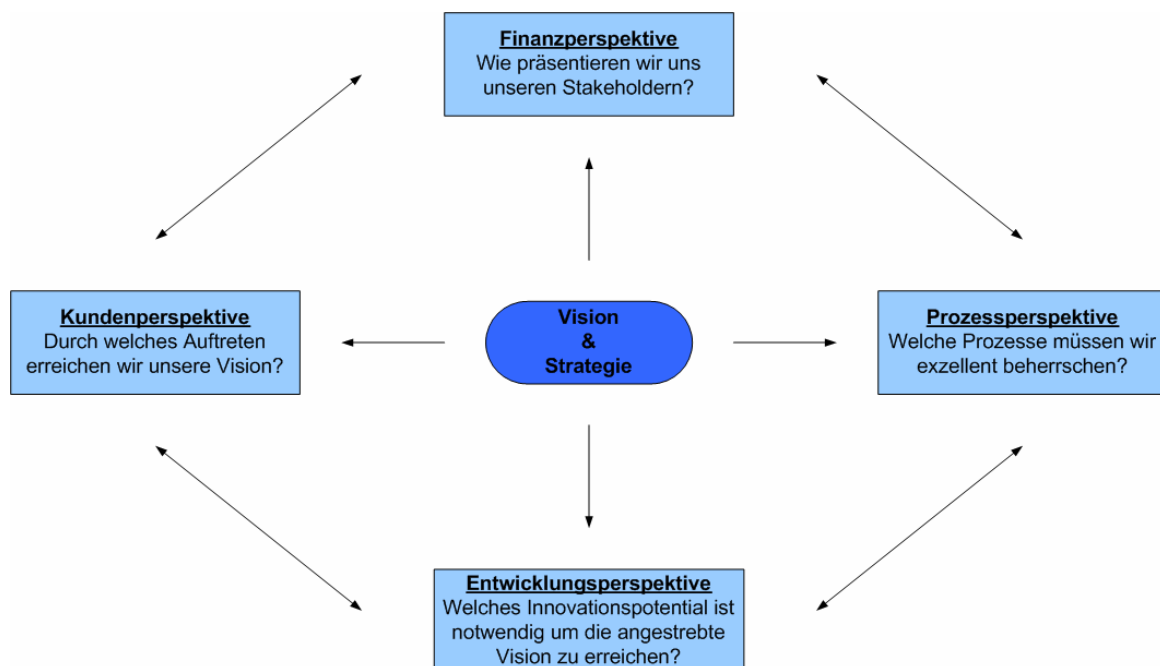 Finanzperspektive
Wie präsentieren wir uns
unseren Stakeholdern?
Kundenperspektive
Durch welches Auftreten
erreichen wir unsere Vision?
Vision
&
Strategie
Prozessperspektive
Welche Prozesse müssen wir
exzellent beherrschen?
Entwicklungsperspektive
Welches Innovationspotential ist
notwendig um die angestrebte
Vision zu erreichen?